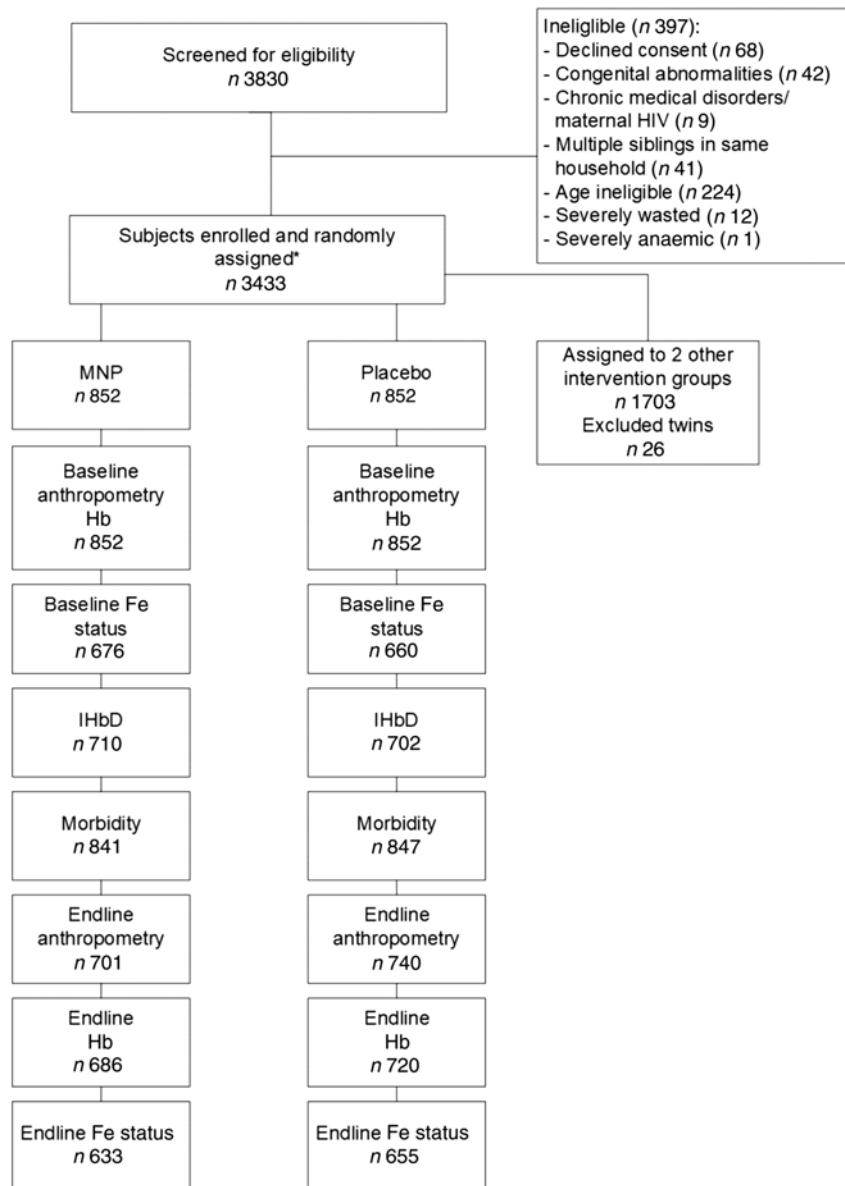 Screened for eligibility
n 3830
Ineligible (n 397):
- Declined consent (n 68)
- Congenital abnormalities (n 42)
- Chronic medical disorders/
maternal HIV (n 9)
- Multiple siblings in same
household (n 41)
- Age ineligible (n 224)
- Severely wasted (n 12)
- Severely anaemic (n 1)
Subjects enrolled and randomly
assigned*
n 3433
MNP
n 852
Placebo
n 852
Assigned to 2 other
intervention groups
n 1703
Excluded twins
n 26
Baseline
anthropometry
Hb
n 852
Baseline
anthropometry
Hb
n 852
Baseline Fe
status
n 676
Baseline Fe
status
n 660
IHbD
n 710
IHbD
n 702
Morbidity
n 841
Morbidity
n 847
Endline
anthropometry
n 701
Endline
anthropometry
n 740
Endline
Hb
n 686
Endline
Hb
n 720
Endline Fe status
n 633
Endline Fe status
n 655